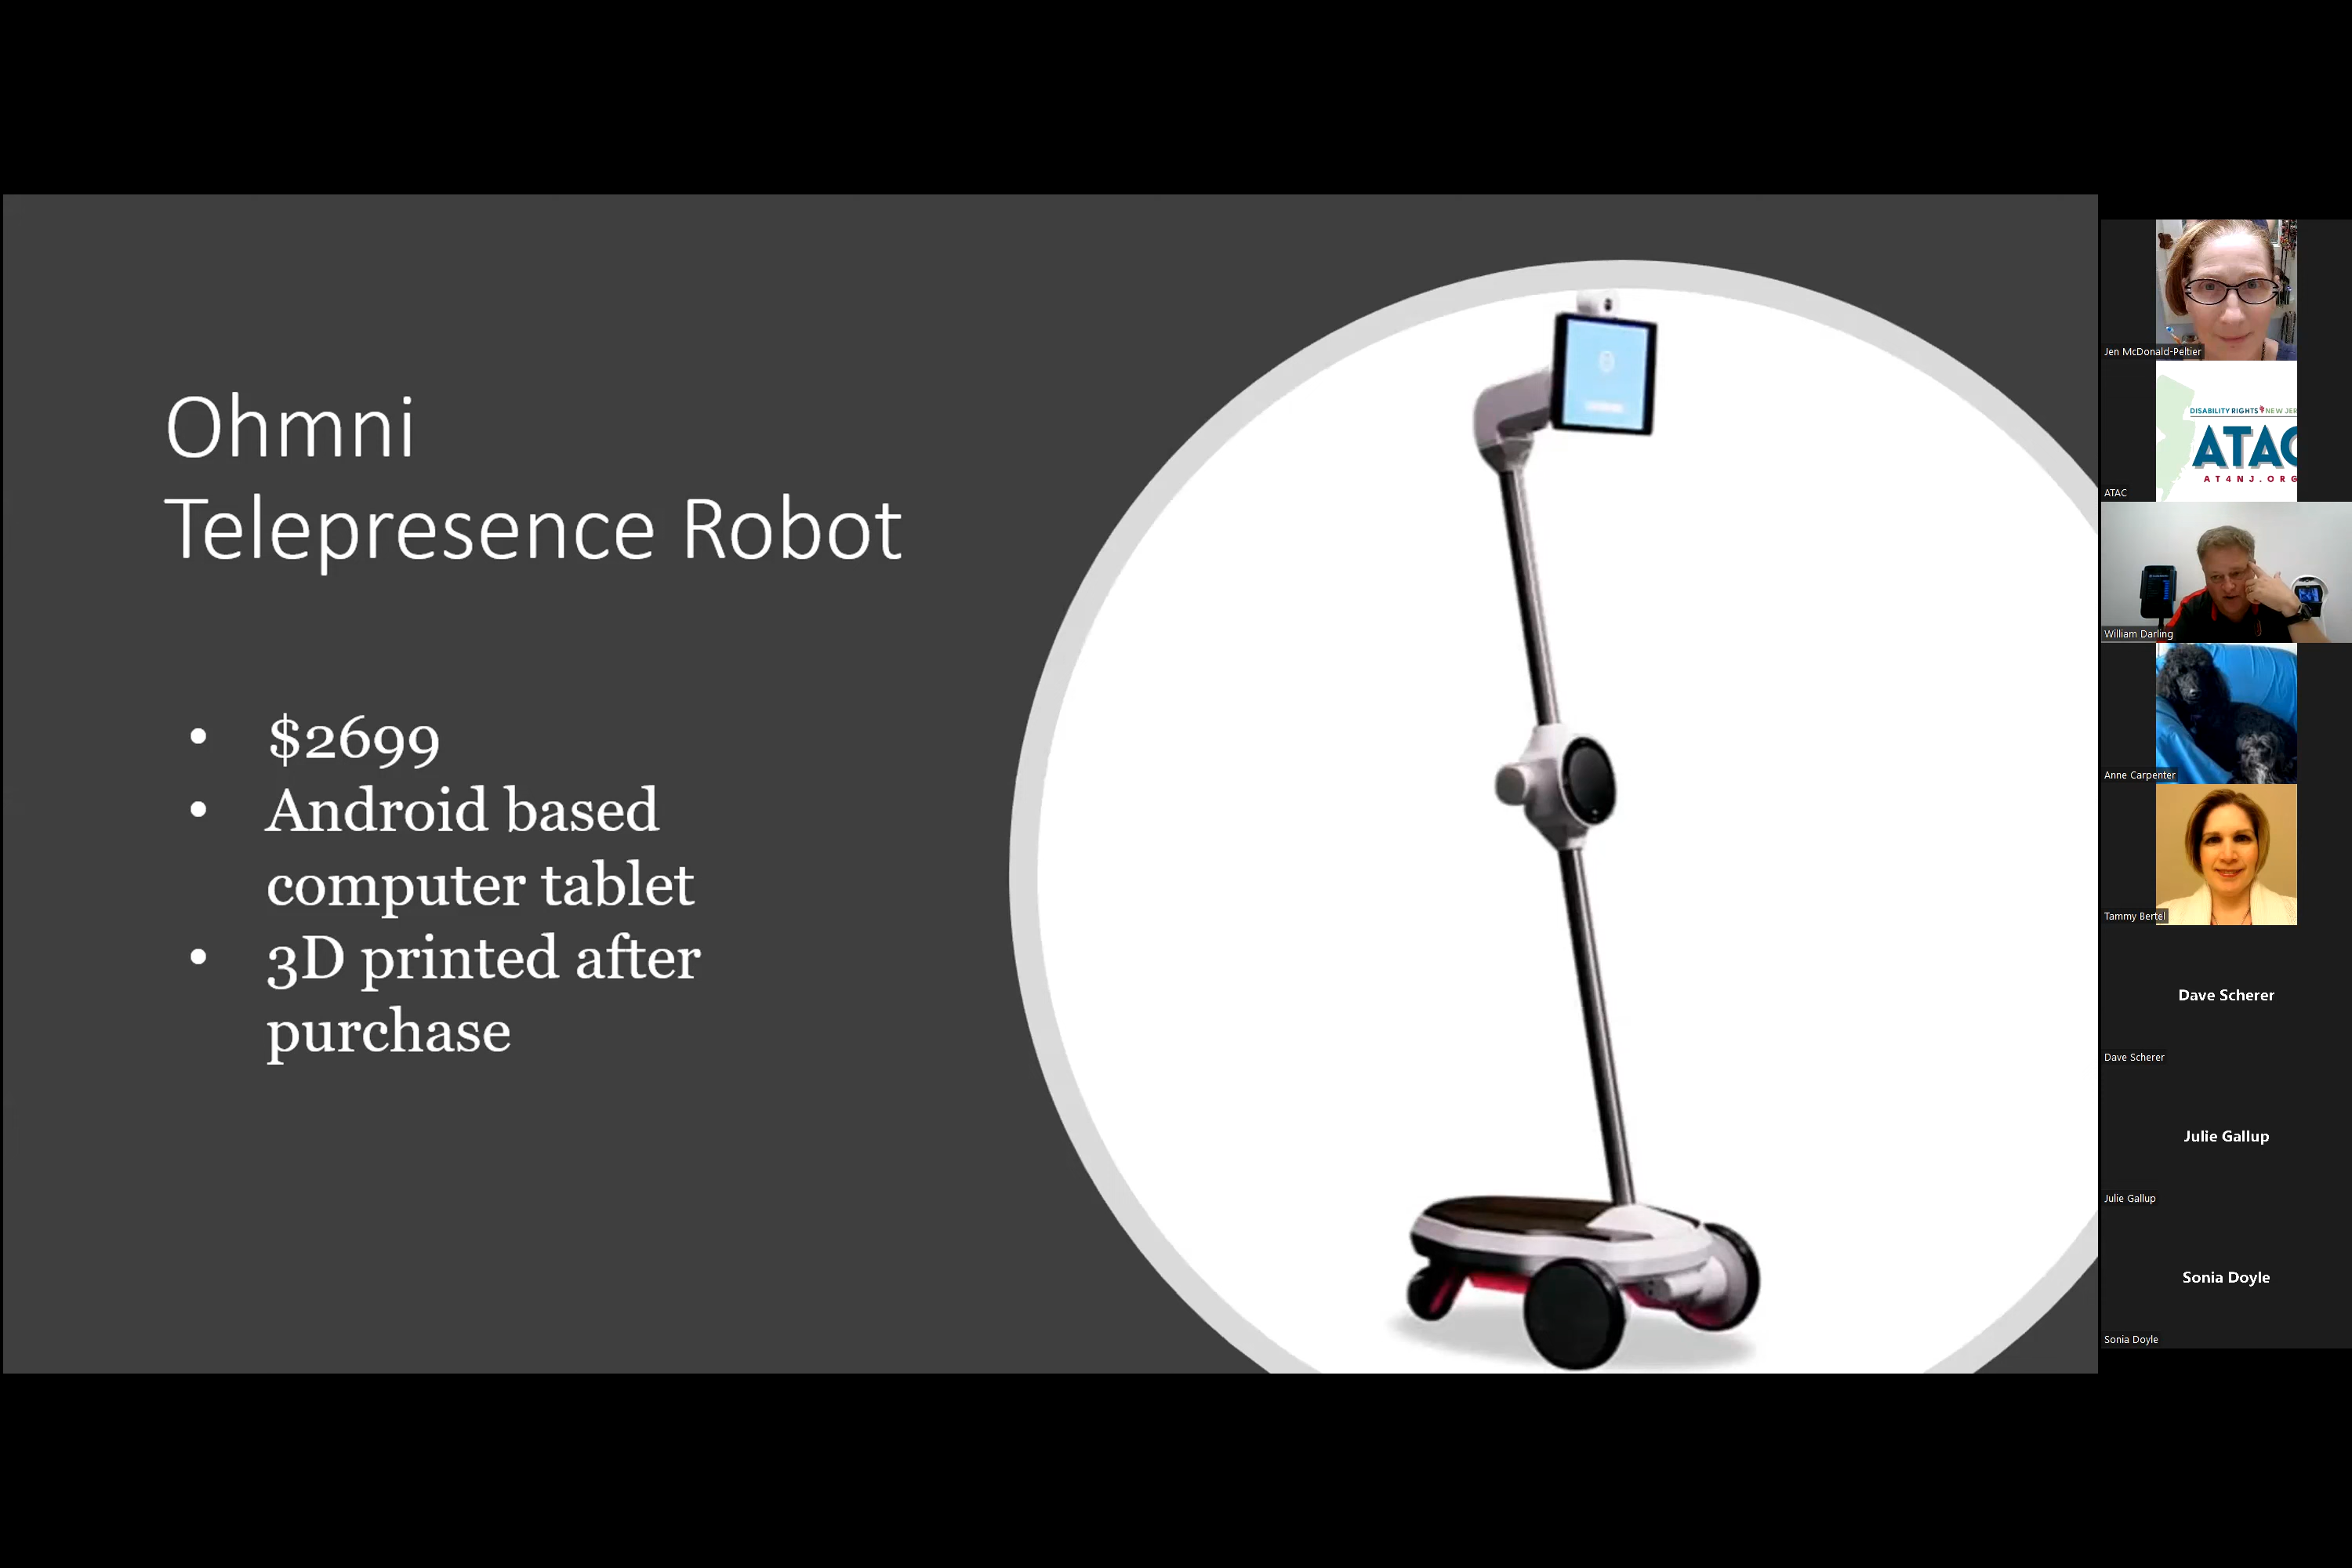 Ohmni
Telepresence Robot
• $2699
• Android based
computer tablet
• 3D printed after
purchase
Jen McDonald-Peltier
DISABILITY RIGHTS NEW JER
ATAC
AT4NJ.ORG
ATAC
William Darling
Anne Carpenter
Tammy Bertel
Dave Scherer
Dave Scherer
Julie Gallup
Julie Gallup
Sonia Doyle
Sonia Doyle